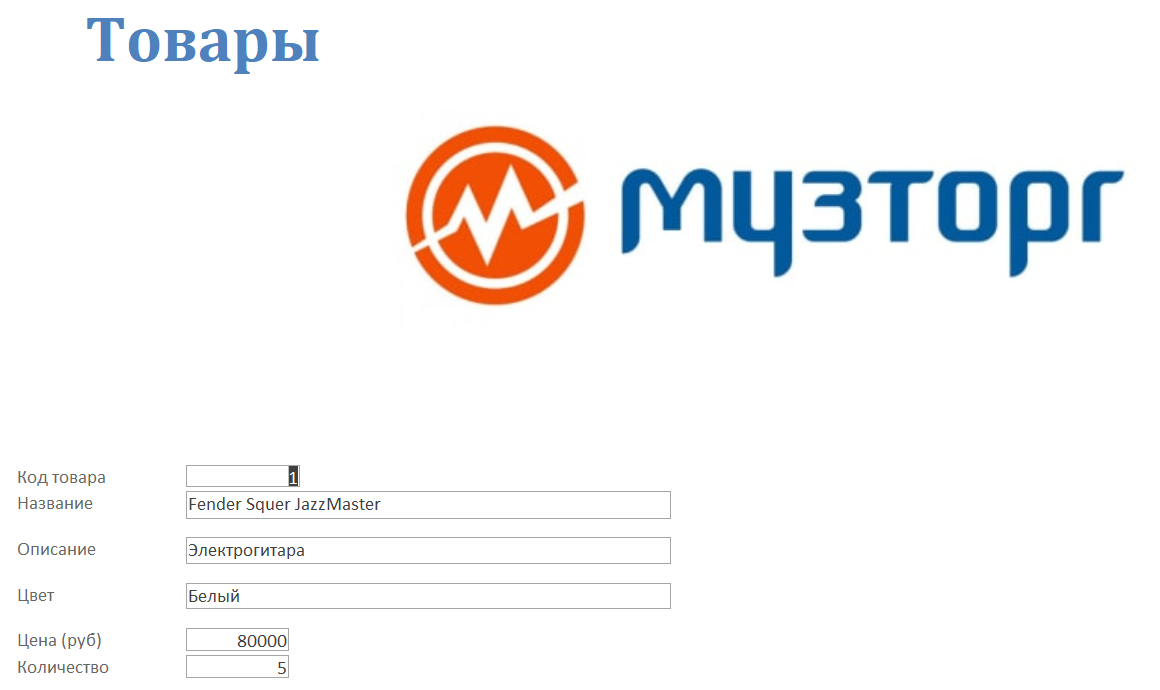 Товары
музторг
Код товара 1
Название Fender Squer JazzMaster
Описание Электрогитара
Цвет Белый
Цена (руб) 80000
Количество 5